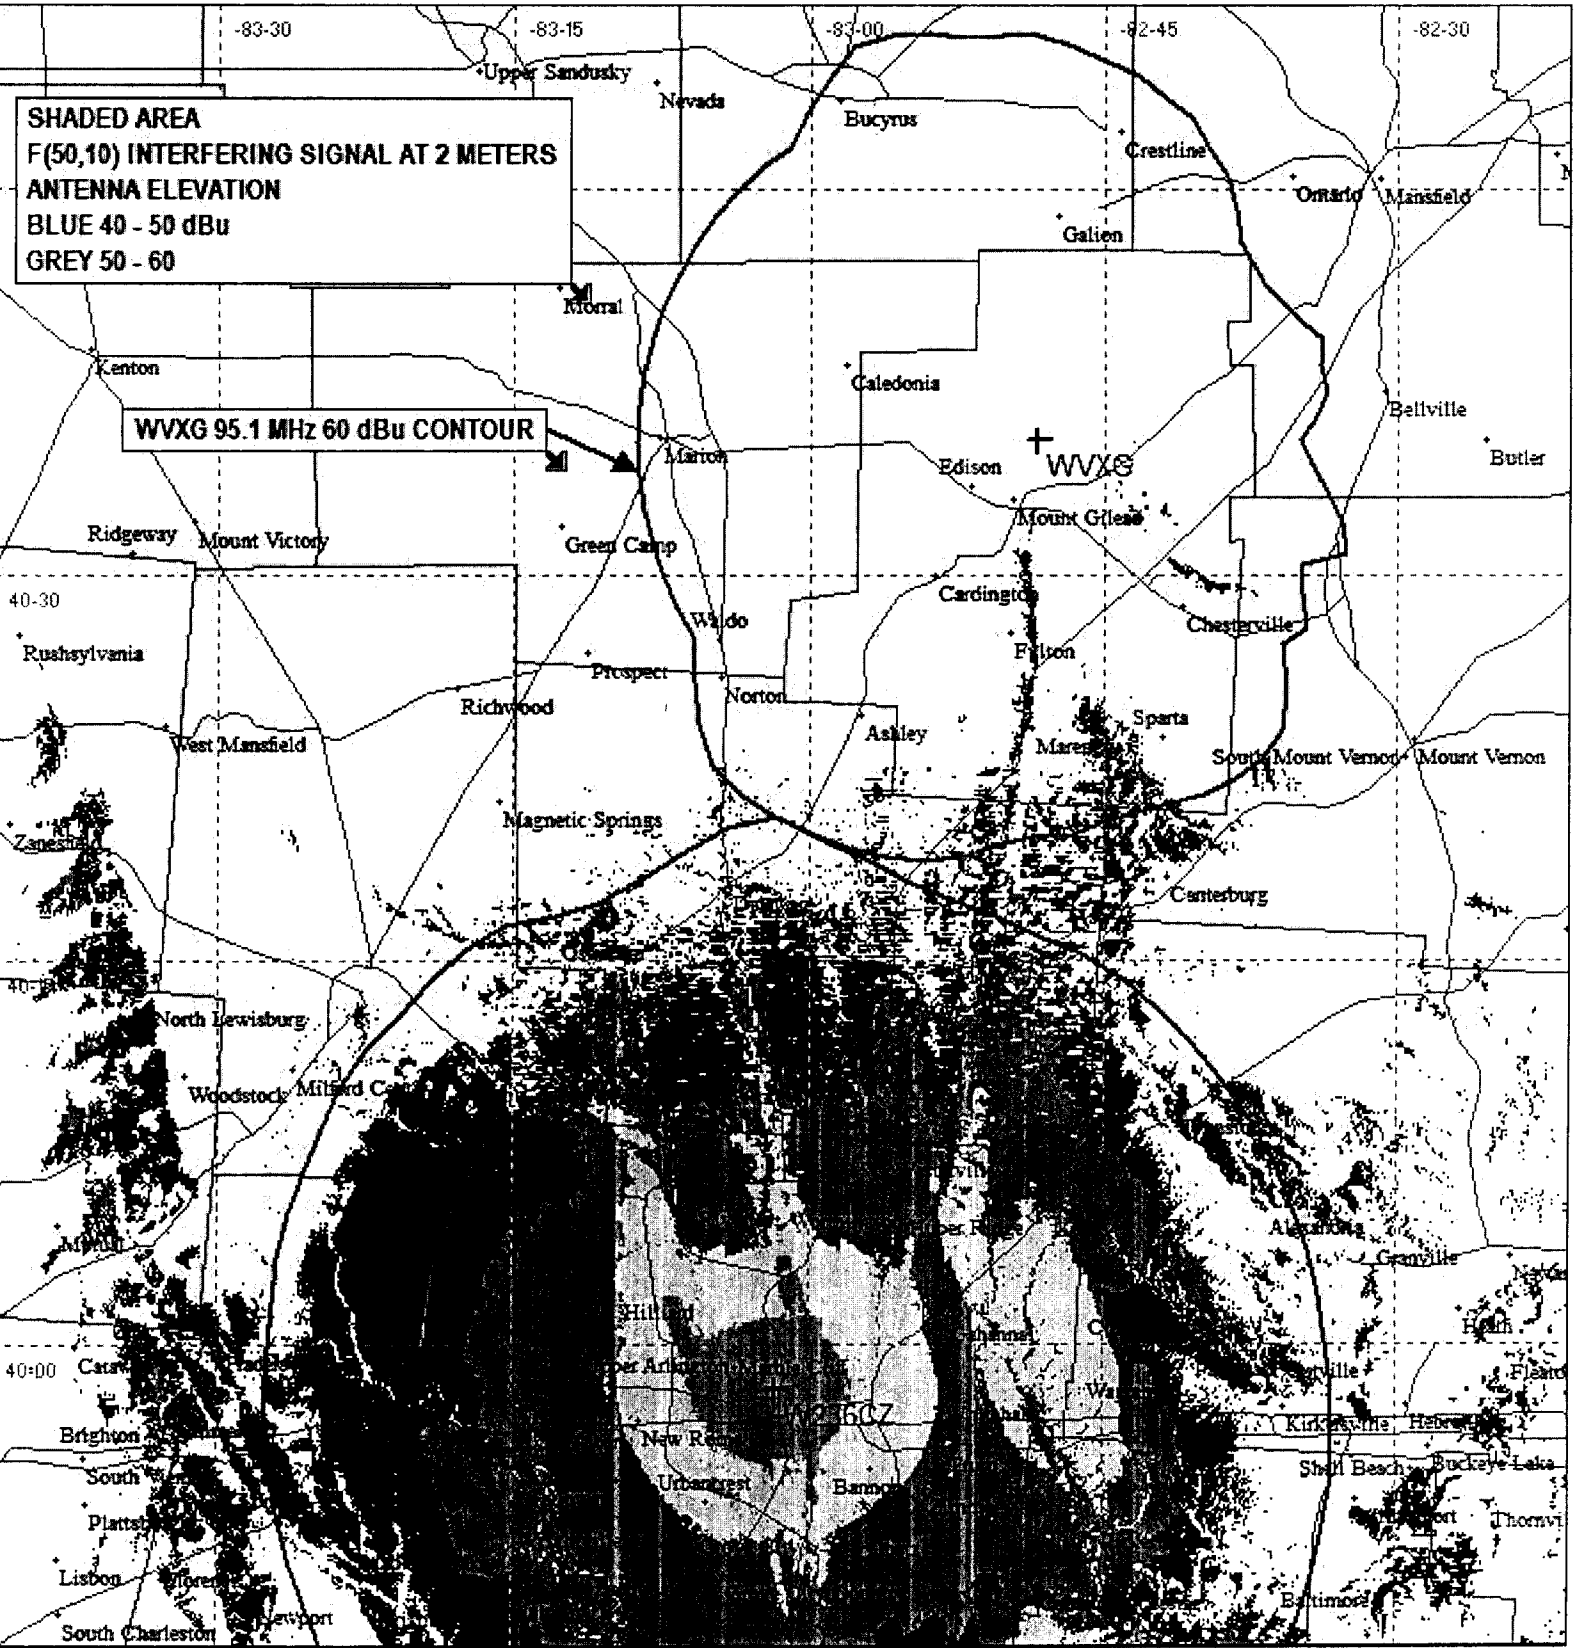 -83-30
-83-15
-83-00
-82-45
-82-30
Upper Sandusky
Nevada
Bucyrus
SHADED AREA
F(50,10) INTERFERING SIGNAL AT 2 METERS
ANTENNA ELEVATION
BLUE 40 - 50 dBu
GREY 50 - 60
Crestline
Ontario
Mansfield
Galion
Morral
Kenton
Caledonia
Bellville
WVXG 95.1 MHz 60 dBu CONTOUR
Marion
Edison
WVXG
Butler
Mount Gilead
Ridgeway
Mount Victory
Green Camp
40-30
Cardington
Waldo
Chesterville
Rushsylvania
Fulton
Prospect
Norton
Richwood
Sparta
Ashley
West Mansfield
South Mount Vernon
Mount Vernon
Magnetic Springs
Zanesfield
Centerburg
North Lewisburg
Woodstock
Alexandria
Granville
Hilliard
40-00
W236CZ
Brighton
Kirkersville
New Rome
Shell Beach
Buckeye Lake
Urbancrest
Lisbon
Baltimore
Newport
South Charleston